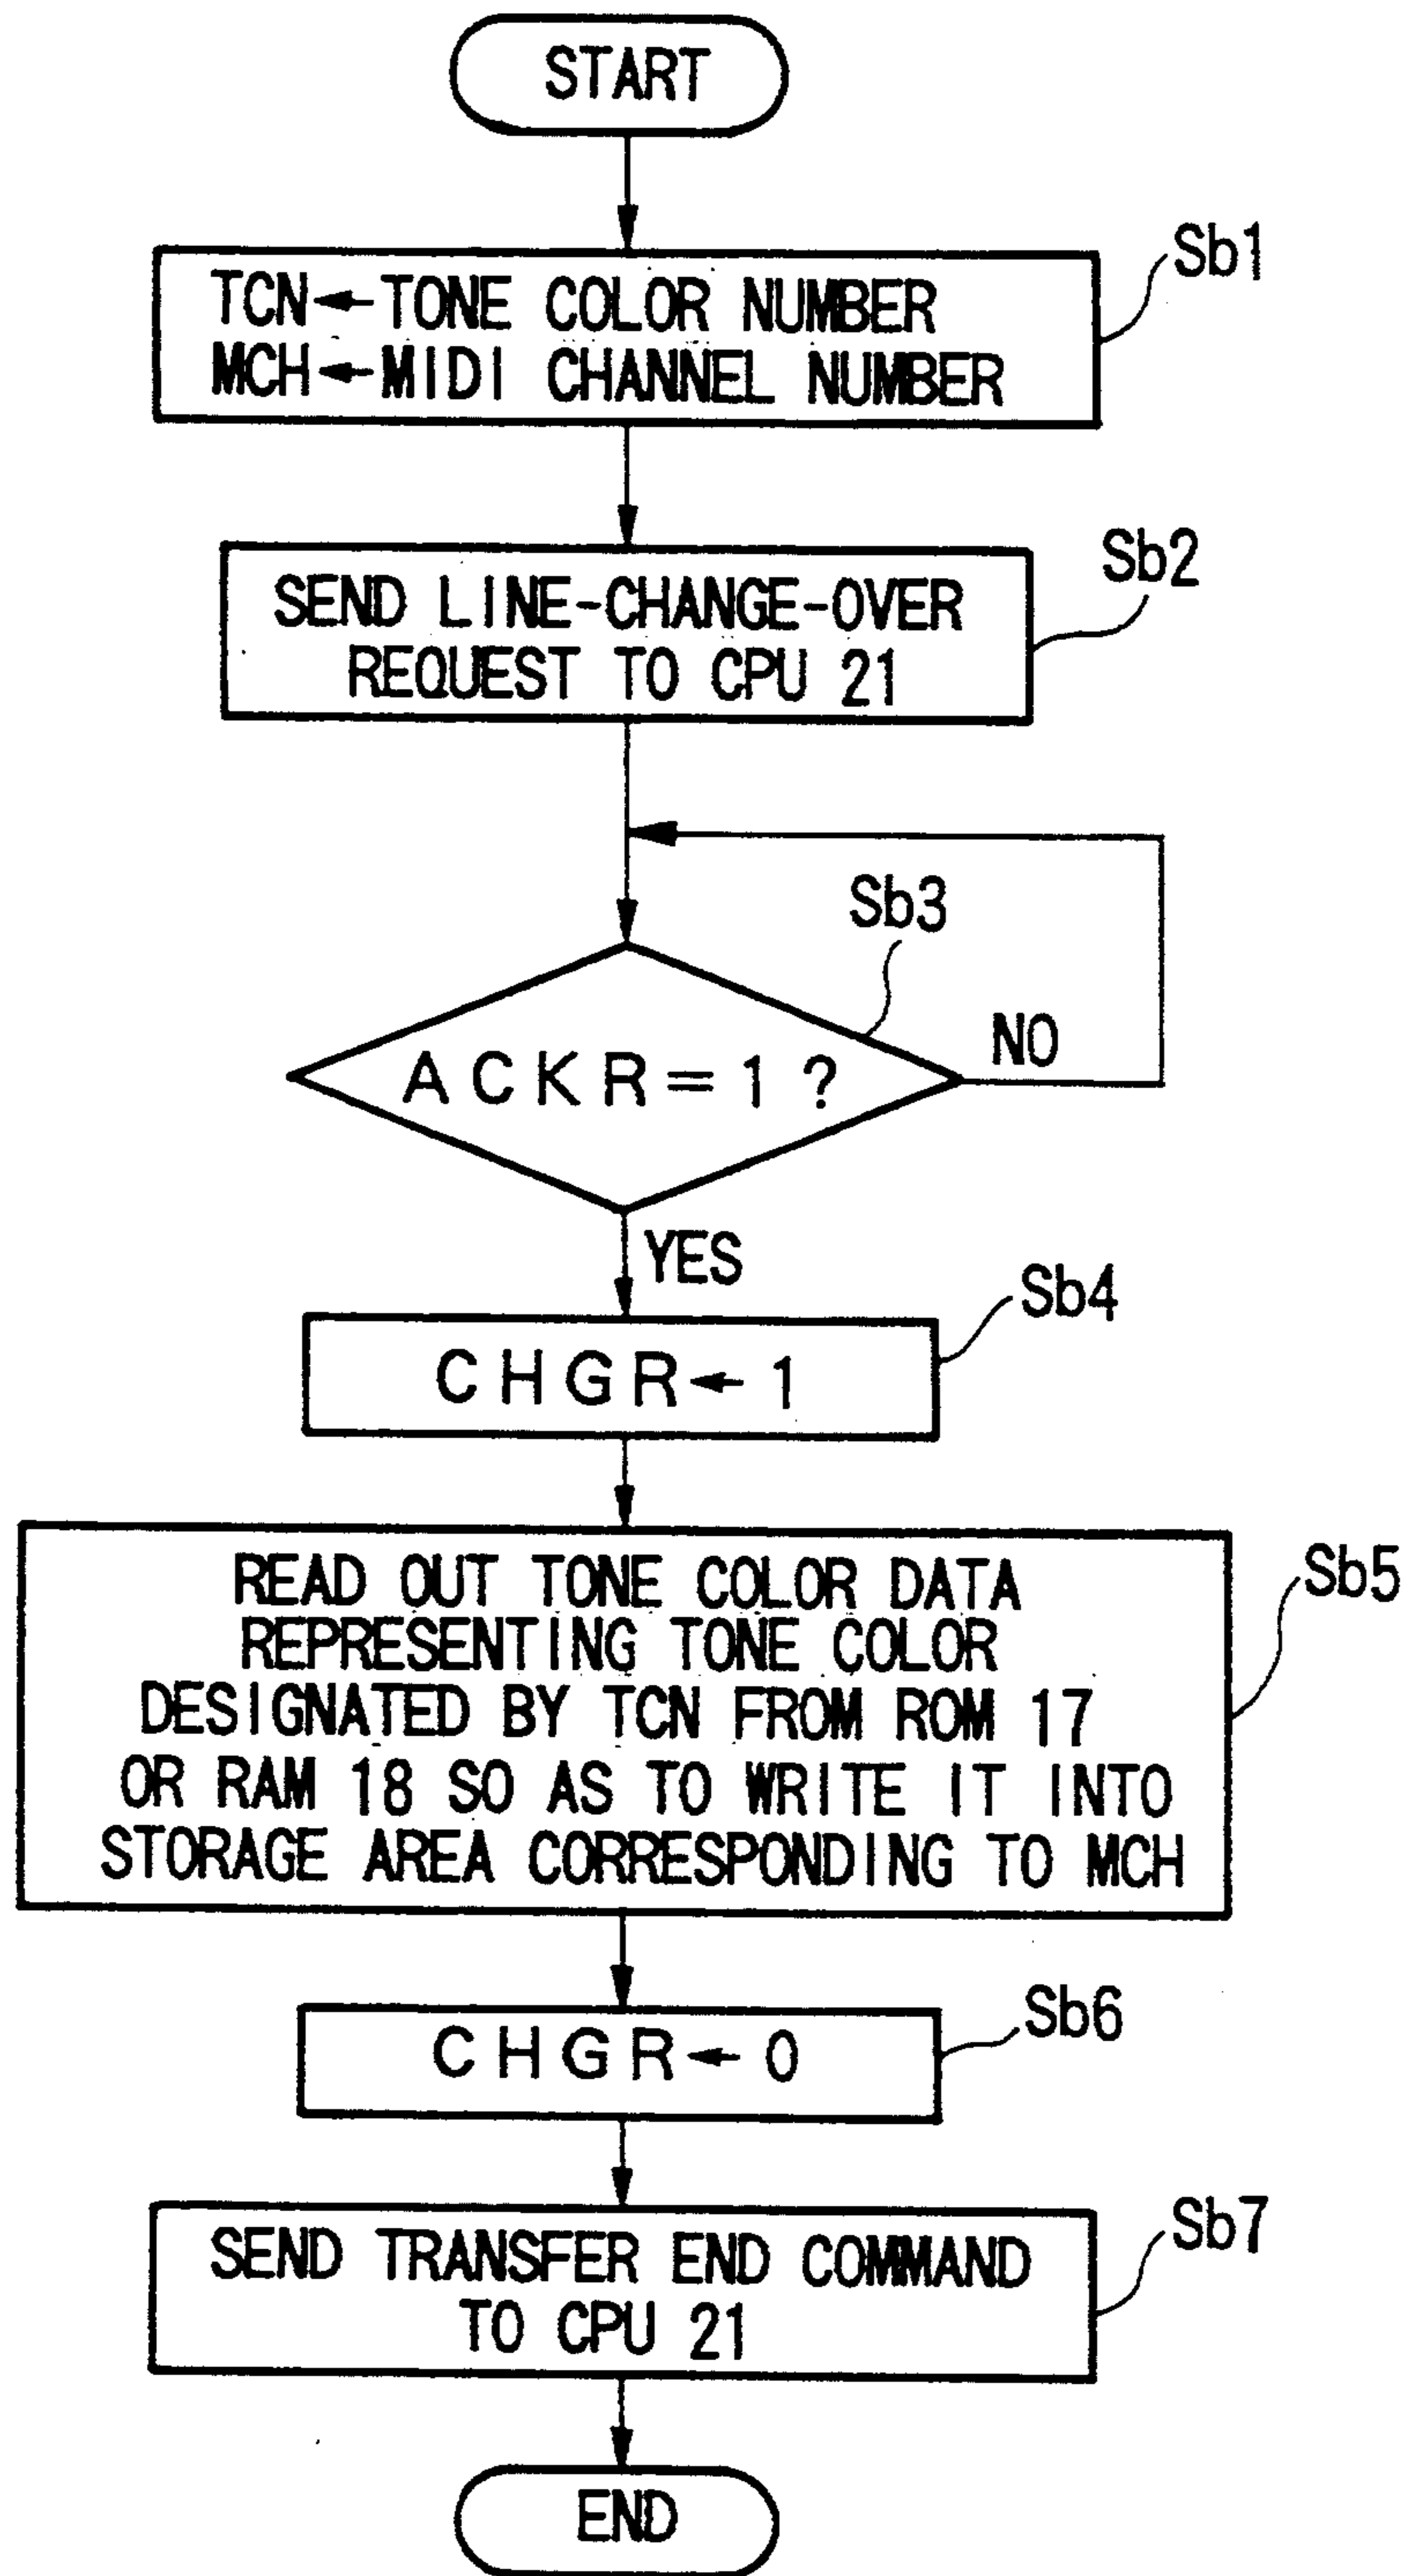 START
Sb1
TCN←TONE COLOR NUMBER
MCH←MIDI CHANNEL NUMBER
Sb2
SEND LINE-CHANGE-OVER
REQUEST TO CPU 21
Sb3
ACKR=1?
NO
YES
Sb4
CHGR←1
Sb5
READ OUT TONE COLOR DATA
REPRESENTING TONE COLOR
DESIGNATED BY TCN FROM ROM 17
OR RAM 18 SO AS TO WRITE IT INTO
STORAGE AREA CORRESPONDING TO MCH
Sb6
CHGR←0
Sb7
SEND TRANSFER END COMMAND
TO CPU 21
END